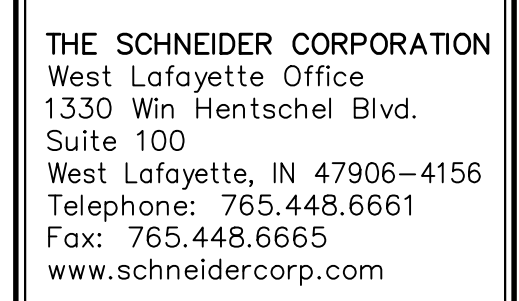 THE SCHNEIDER CORPORATION
West Lafayette Office
1330 Win Hentschel Blvd.
Suite 100
West Lafayette, IN 47906-4156
Telephone: 765.448.6661
Fax: 765.448.6665
www.schneidercorp.com